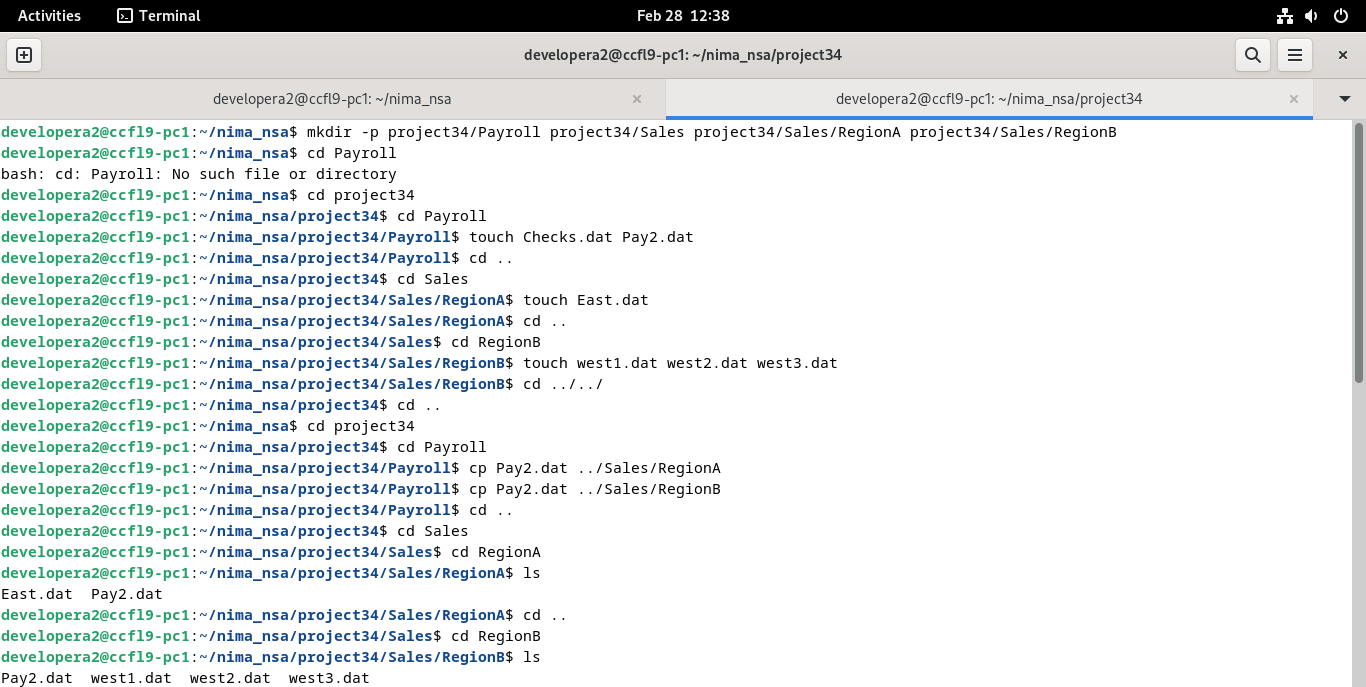 Activities Terminal Feb 28 12:38
developera2@ccfl9-pc1: ~/nima_nsa/project34
developera2@ccfl9-pc1: ~/nima_nsa developera2@ccfl9-pc1: ~/nima_nsa/project34
developera2@ccfl9-pc1:~/nima_nsa$ mkdir -p project34/Payroll project34/Sales project34/Sales/RegionA project34/Sales/RegionB
developera2@ccfl9-pc1:~/nima_nsa$ cd Payroll
bash: cd: Payroll: No such file or directory
developera2@ccfl9-pc1:~/nima_nsa$ cd project34
developera2@ccfl9-pc1:~/nima_nsa/project34$ cd Payroll
developera2@ccfl9-pc1:~/nima_nsa/project34/Payroll$ touch Checks.dat Pay2.dat
developera2@ccfl9-pc1:~/nima_nsa/project34/Payroll$ cd ..
developera2@ccfl9-pc1:~/nima_nsa/project34$ cd Sales
developera2@ccfl9-pc1:~/nima_nsa/project34/Sales/RegionA$ touch East.dat
developera2@ccfl9-pc1:~/nima_nsa/project34/Sales/RegionA$ cd ..
developera2@ccfl9-pc1:~/nima_nsa/project34/Sales$ cd RegionB
developera2@ccfl9-pc1:~/nima_nsa/project34/Sales/RegionB$ touch west1.dat west2.dat west3.dat
developera2@ccfl9-pc1:~/nima_nsa/project34/Sales/RegionB$ cd ../../
developera2@ccfl9-pc1:~/nima_nsa/project34$ cd ..
developera2@ccfl9-pc1:~/nima_nsa$ cd project34
developera2@ccfl9-pc1:~/nima_nsa/project34$ cd Payroll
developera2@ccfl9-pc1:~/nima_nsa/project34/Payroll$ cp Pay2.dat ../Sales/RegionA
developera2@ccfl9-pc1:~/nima_nsa/project34/Payroll$ cp Pay2.dat ../Sales/RegionB
developera2@ccfl9-pc1:~/nima_nsa/project34/Payroll$ cd ..
developera2@ccfl9-pc1:~/nima_nsa/project34$ cd Sales
developera2@ccfl9-pc1:~/nima_nsa/project34/Sales$ cd RegionA
developera2@ccfl9-pc1:~/nima_nsa/project34/Sales/RegionA$ ls
East.dat  Pay2.dat
developera2@ccfl9-pc1:~/nima_nsa/project34/Sales/RegionA$ cd ..
developera2@ccfl9-pc1:~/nima_nsa/project34/Sales$ cd RegionB
developera2@ccfl9-pc1:~/nima_nsa/project34/Sales/RegionB$ ls
Pay2.dat  west1.dat  west2.dat  west3.dat